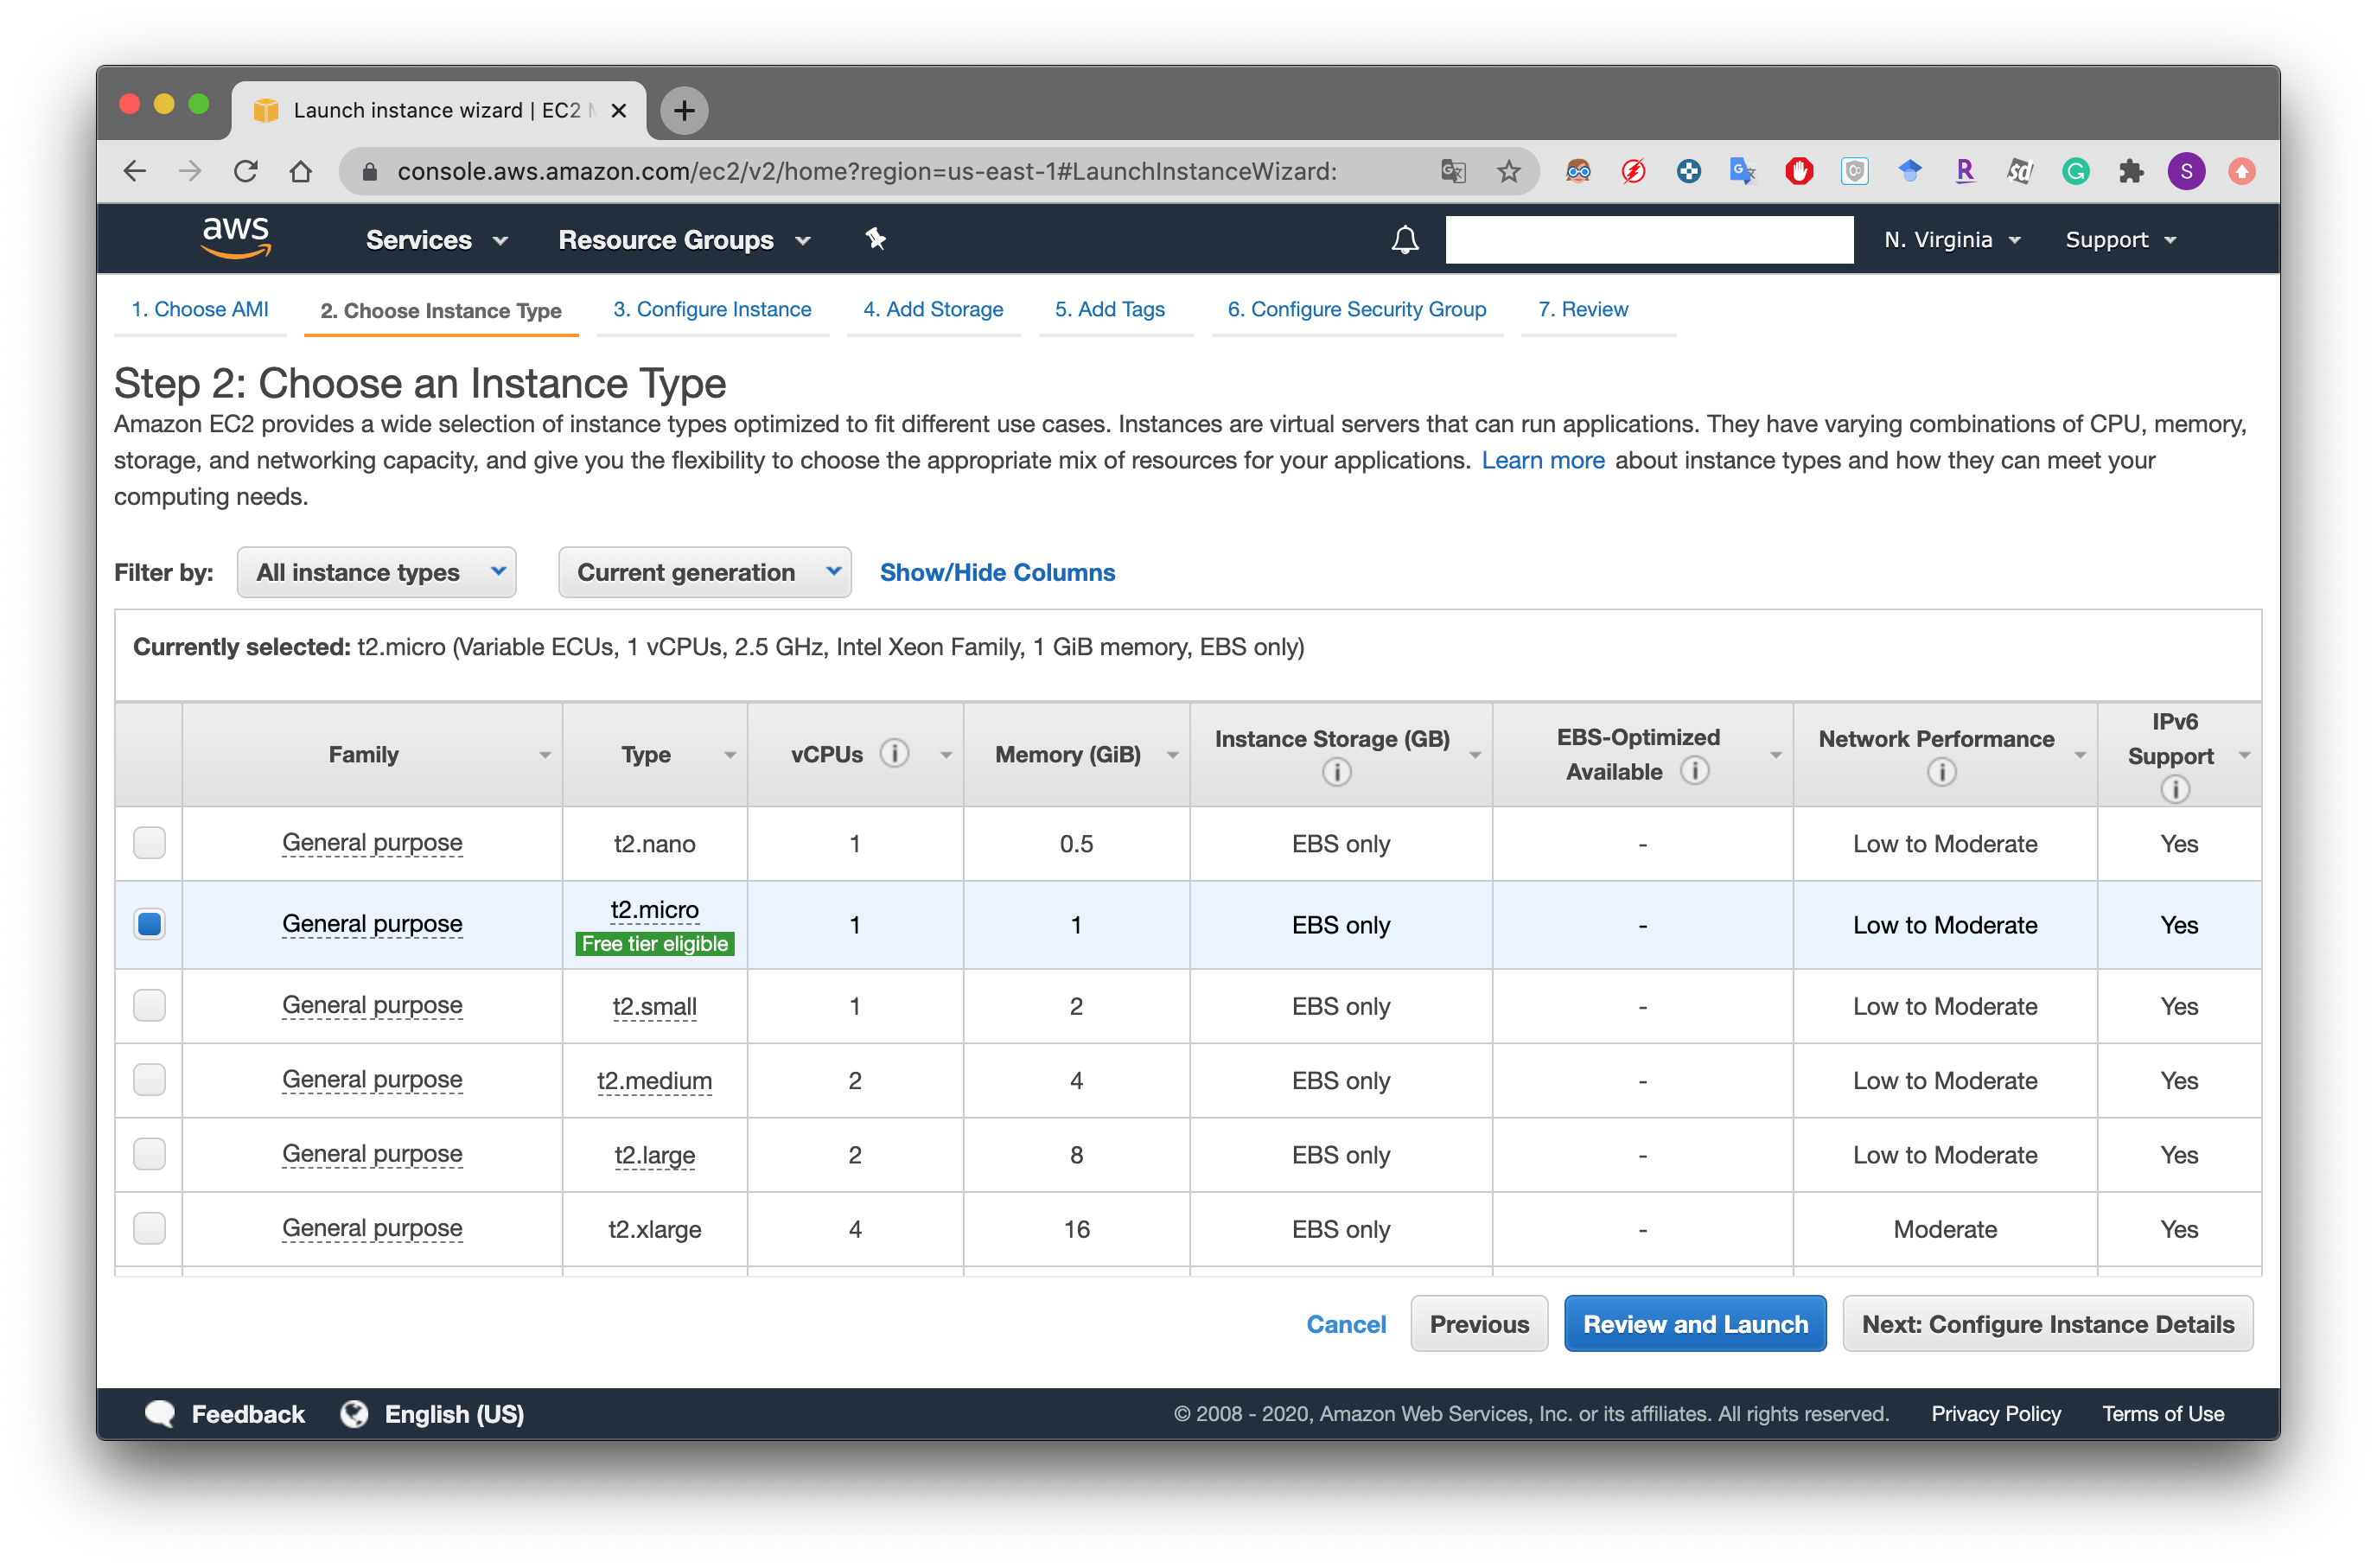 Launch instance wizard | EC2
console.aws.amazon.com/ec2/v2/home?region=us-east-1#LaunchInstanceWizard:
aws Services Resource Groups N. Virginia Support
1. Choose AMI 2. Choose Instance Type 3. Configure Instance 4. Add Storage 5. Add Tags 6. Configure Security Group 7. Review
Step 2: Choose an Instance Type
Amazon EC2 provides a wide selection of instance types optimized to fit different use cases. Instances are virtual servers that can run applications. They have varying combinations of CPU, memory,
storage, and networking capacity, and give you the flexibility to choose the appropriate mix of resources for your applications. Learn more about instance types and how they can meet your
computing needs.
Filter by: All instance types Current generation Show/Hide Columns
Currently selected: t2.micro (Variable ECUs, 1 vCPUs, 2.5 GHz, Intel Xeon Family, 1 GiB memory, EBS only)
Family Type vCPUs Memory (GiB) Instance Storage (GB) EBS-Optimized Available Network Performance IPv6 Support
General purpose t2.nano 1 0.5 EBS only - Low to Moderate Yes
General purpose t2.micro Free tier eligible 1 1 EBS only - Low to Moderate Yes
General purpose t2.small 1 2 EBS only - Low to Moderate Yes
General purpose t2.medium 2 4 EBS only - Low to Moderate Yes
General purpose t2.large 2 8 EBS only - Low to Moderate Yes
General purpose t2.xlarge 4 16 EBS only - Moderate Yes
Cancel Previous Review and Launch Next: Configure Instance Details
Feedback English (US) © 2008 - 2020, Amazon Web Services, Inc. or its affiliates. All rights reserved. Privacy Policy Terms of Use